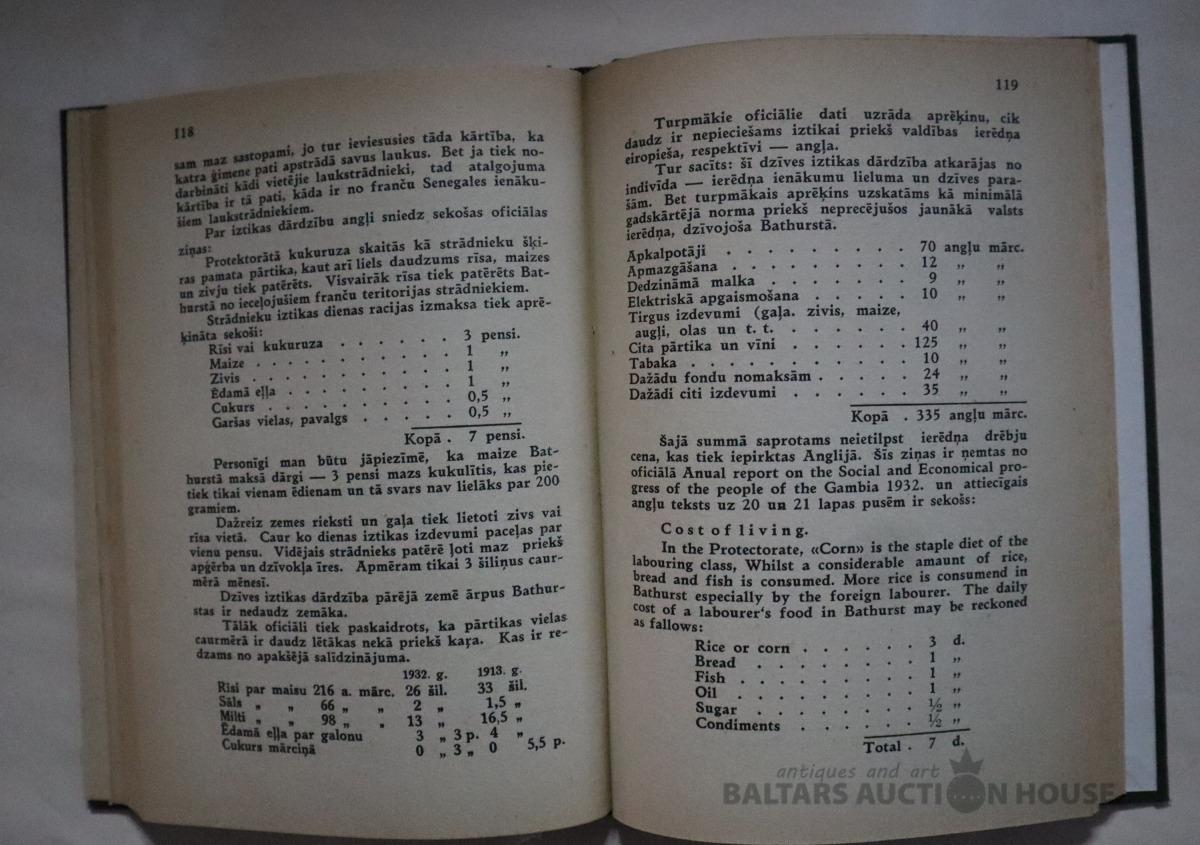 118
sam maz sastopami, jo tur ieviesusies tāda kārtība, ka
katra ģimene pati apstrādā savus laukus. Bet ja tiek no-
darbināti kādi vietējie laukstrādnieki, tad atalgojuma
kārtība ir tā pati, kāda ir no franču Senegales ienāku-
šiem laukstrādniekiem.
Par iztikas dārdzību angļi sniedz sekošas oficiālas
ziņas:
Protektorātā kukuruza skaitās kā strādnieku šķi-
ras pamata pārtika, kaut arī liels daudzums rīsa, maizes
un zivju tiek patērēts. Visvairāk rīsa tiek patērēts Bat-
hurstā no ieceļojušiem franču teritorijas strādniekiem.
Strādnieku iztikas dienas racijas izmaksa tiek aprē-
ķināta sekoši:
Rīsi vai kukuruza . . . . . . 3 pensi.
Maize . . . . . . . . . 1 „
Zivis . . . . . . . . . 1 „
Ēdamā eļļa . . . . . . . . 1 „
Cukurs . . . . . . . . . 0,5 „
Garšas vielas, pavalgs . . . . . 0,5 „
Kopā . 7 pensi.
Personīgi man būtu jāpiezīmē, ka maize Bat-
hurstā maksā dārgi — 3 pensi mazs kukulītis, kas pie-
tiek tikai vienam ēdienam un tā svars nav lielāks par 200
gramiem.
Dažreiz zemes rieksti un gaļa tiek lietoti zivs vai
rīsa vietā. Caur ko dienas iztikas izdevumi paceļas par
vienu pensu. Vidējais strādnieks patērē ļoti maz priekš
apģērba un dzīvokļa īres. Apmēram tikai 3 šiliņus caur-
mērā mēnesī.
Dzīves iztikas dārdzība pārējā zemē ārpus Bathur-
stas ir nedaudz zemāka.
Tālāk oficiāli tiek paskaidrots, ka pārtikas vielas
caurmērā ir daudz lētākas nekā priekš kaŗa. Kas ir re-
dzams no apakšējā salīdzinājuma.
1932. g. 1913. g.
Rīsi par maisu 216 a. mārc. 26 šil. 33 šil.
Sāls „ „ 66 „ „ 2 „ 1,5 „
Milti „ „ 98 „ „ 13 „ 16,5 „
Ēdamā eļļa par galonu 3 „ 3 p. 4 „
Cukurs mārciņā 0 „ 3 „ 0 5,5 p.
119
Turpmākie oficiālie dati uzrāda aprēķinu, cik
daudz ir nepieciešams iztikai priekš valdības ierēdņa
eiropieša, respektīvi — angļa.
Tur sacīts: šī dzīves iztikas dārdzība atkarājas no
indivīda — ierēdņa ienākumu lieluma un dzīves para-
šām. Bet turpmākais aprēķins uzskatāms kā minimālā
gadskārtējā norma priekš neprecējušos jaunākā valsts
ierēdņa, dzīvojoša Bathurstā.
Apkalpotāji . . . . . . . . 70 angļu mārc.
Apmazgāšana . . . . . . . 12 „ „
Dedzināmā malka . . . . . . 9 „ „
Elektriskā apgaismošana . . . . . 10 „ „
Tirgus izdevumi (gaļa. zivis, maize,
augļi, olas un t. t. . . . . . . 40 „ „
Cita pārtika un vīni . . . . . . 125 „ „
Tabaka . . . . . . . . . 10 „ „
Dažādu fondu nomaksām . . . . . 24 „ „
Dažādi citi izdevumi . . . . . . 35 „ „
Kopā . 335 angļu mārc.
Šajā summā saprotams neietilpst ierēdņa drēbju
cena, kas tiek iepirktas Anglijā. Šīs ziņas ir ņemtas no
oficiālā Anual report on the Social and Economical pro-
gress of the people of the Gambia 1932. un attiecīgais
angļu teksts uz 20 un 21 lapas pusēm ir sekošs:
Cost of living.
In the Protectorate, «Corn» is the staple diet of the
labouring class, Whilst a considerable amaunt of rice,
bread and fish is consumed. More rice is consumend in
Bathurst especially by the foreign labourer. The daily
cost of a labourer's food in Bathurst may be reckoned
as fallows:
Rice or corn . . . . . . 3 d.
Bread . . . . . . . . 1 „
Fish . . . . . . . . . 1 „
Oil . . . . . . . . . 1 „
Sugar . . . . . . . . ½ „
Condiments . . . . . . ½ „
Total . 7 d.
antiques and art
BALTARS AUCTION HOUSE